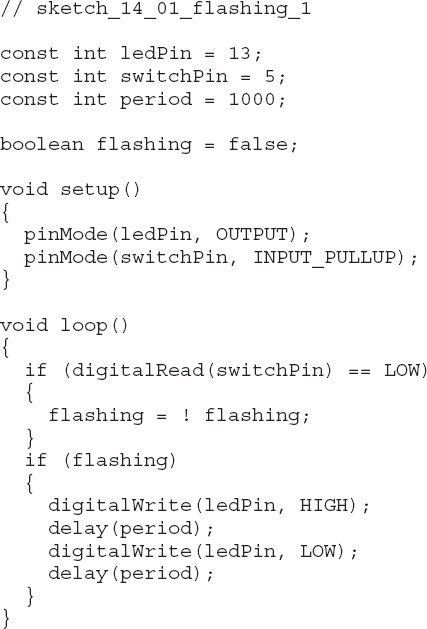 // sketch_14_01_flashing_1

const int ledPin = 13;
const int switchPin = 5;
const int period = 1000;

boolean flashing = false;

void setup()
{
  pinMode(ledPin, OUTPUT);
  pinMode(switchPin, INPUT_PULLUP);
}

void loop()
{
  if (digitalRead(switchPin) == LOW)
  {
    flashing = ! flashing;
  }
  if (flashing)
  {
    digitalWrite(ledPin, HIGH);
    delay(period);
    digitalWrite(ledPin, LOW);
    delay(period);
  }
}